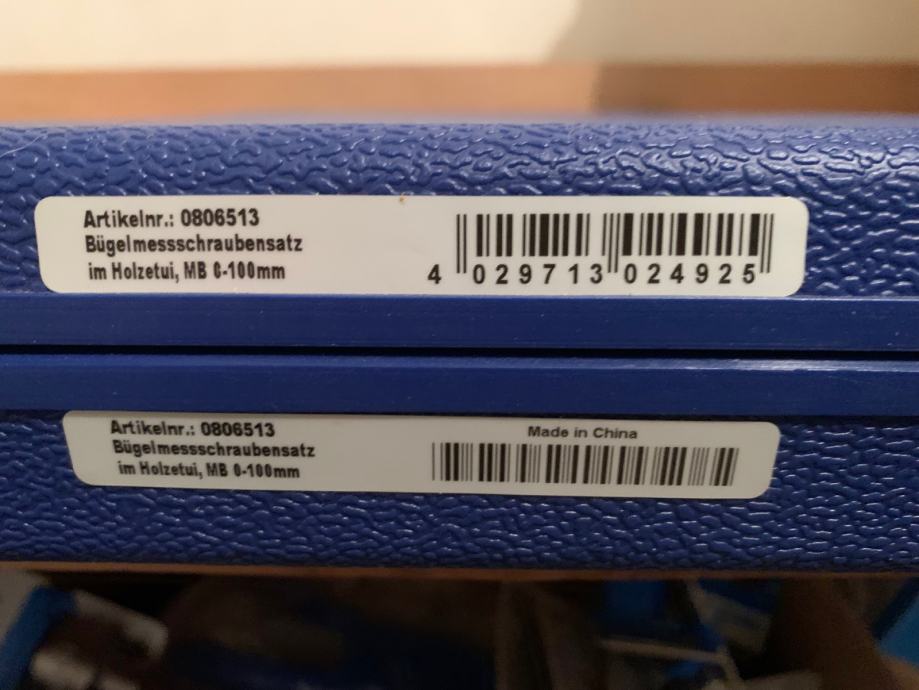 Artikelnr.: 0806513
Bügelmessschraubensatz
im Holzetui, MB 0-100mm
4 029713 024925
Artikelnr.: 0806513
Bügelmessschraubensatz
im Holzetui, MB 0-100mm
Made in China